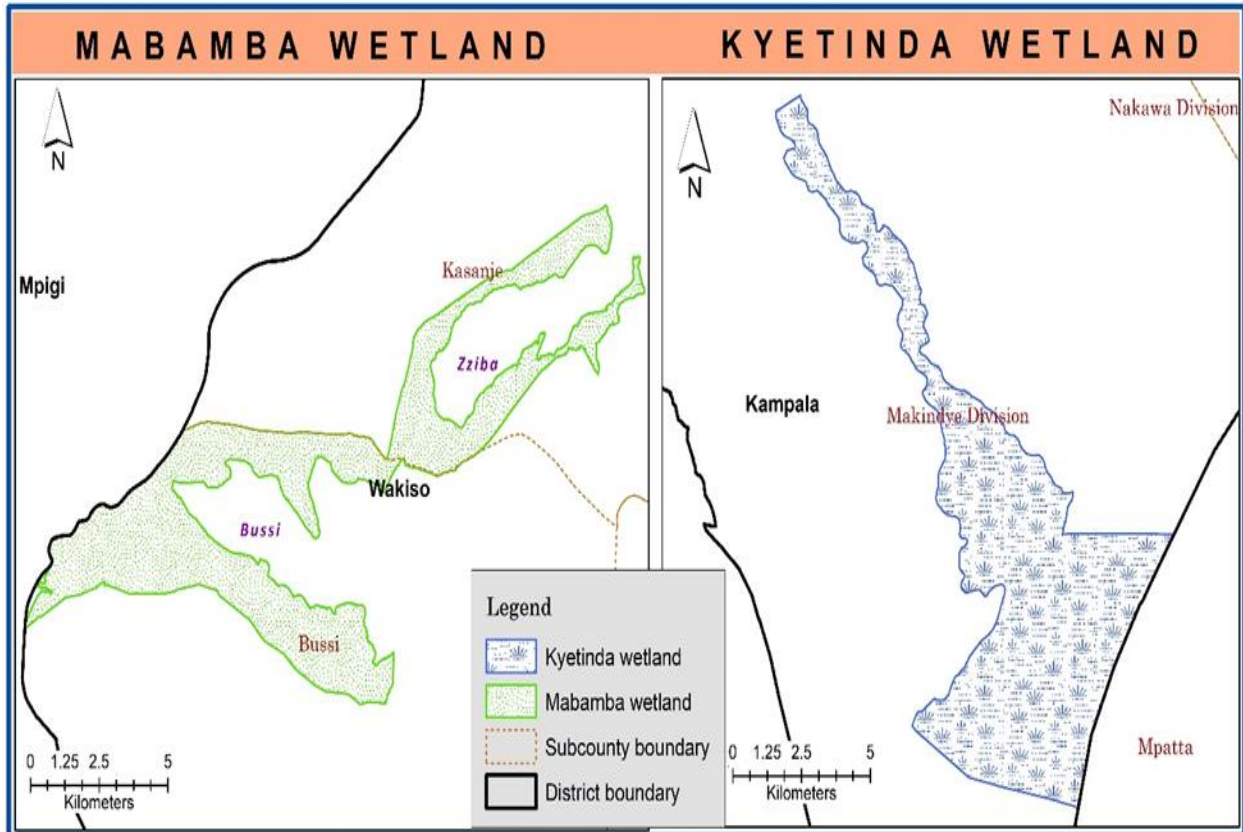 MABAMBA WETLAND
KYETINDA WETLAND
N
Mpigi
Kasanje
Zziba
Wakiso
Bussi
Bussi
0 1.25 2.5 5
Kilometers
Nakawa Division
N
Kampala
Makindye Division
Mpatta
0 1.25 2.5 5
Kilometers
Legend
Kyetinda wetland
Mabamba wetland
Subcounty boundary
District boundary